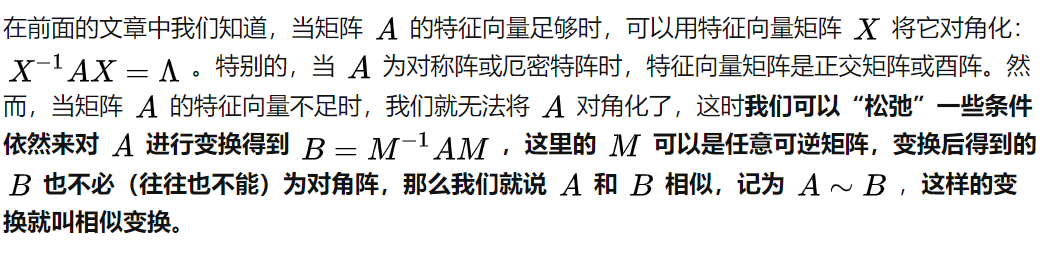 在前面的文章中我们知道，当矩阵 A 的特征向量足够时，可以用特征向量矩阵 X 将它对角化：
X⁻¹AX = Λ 。特别的，当 A 为对称阵或厄密特阵时，特征向量矩阵是正交矩阵或酉阵。然
而，当矩阵 A 的特征向量不足时，我们就无法将 A 对角化了，这时我们可以“松弛”一些条件
依然来对 A 进行变换得到 B = M⁻¹AM ，这里的 M 可以是任意可逆矩阵，变换后得到的
B 也不必（往往也不能）为对角阵，那么我们就说 A 和 B 相似，记为 A ∼ B ，这样的变
换就叫相似变换。